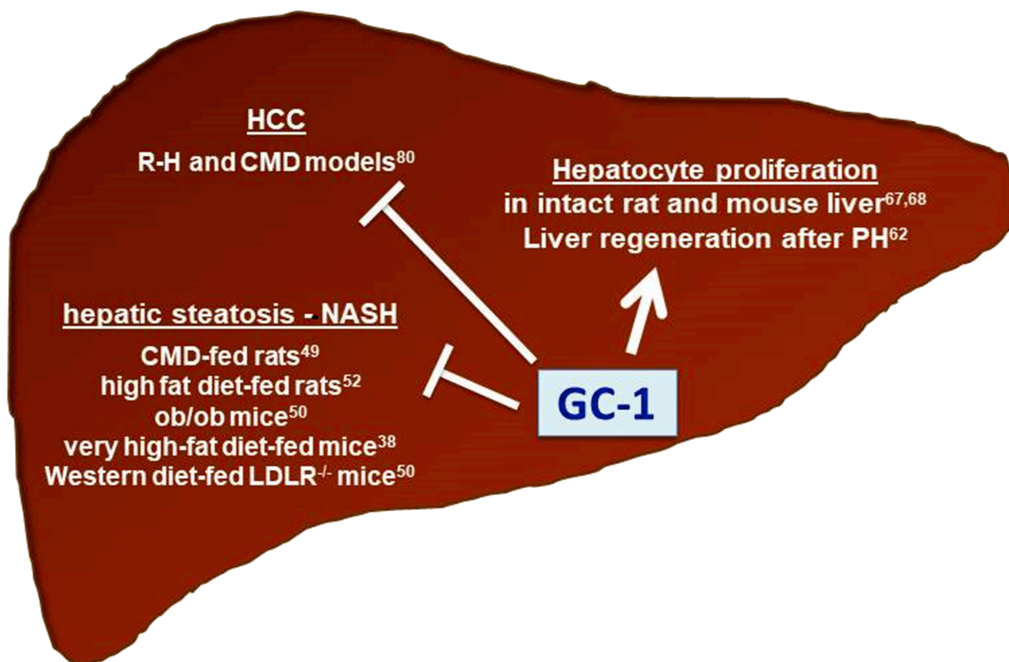 HCC
R-H and CMD models⁸⁰
Hepatocyte proliferation
in intact rat and mouse liver⁶⁷,⁶⁸
Liver regeneration after PH⁶²
hepatic steatosis - NASH
CMD-fed rats⁴⁹
high fat diet-fed rats⁵²
ob/ob mice⁵⁰
very high-fat diet-fed mice³⁸
Western diet-fed LDLR⁻/⁻ mice⁵⁰
GC-1